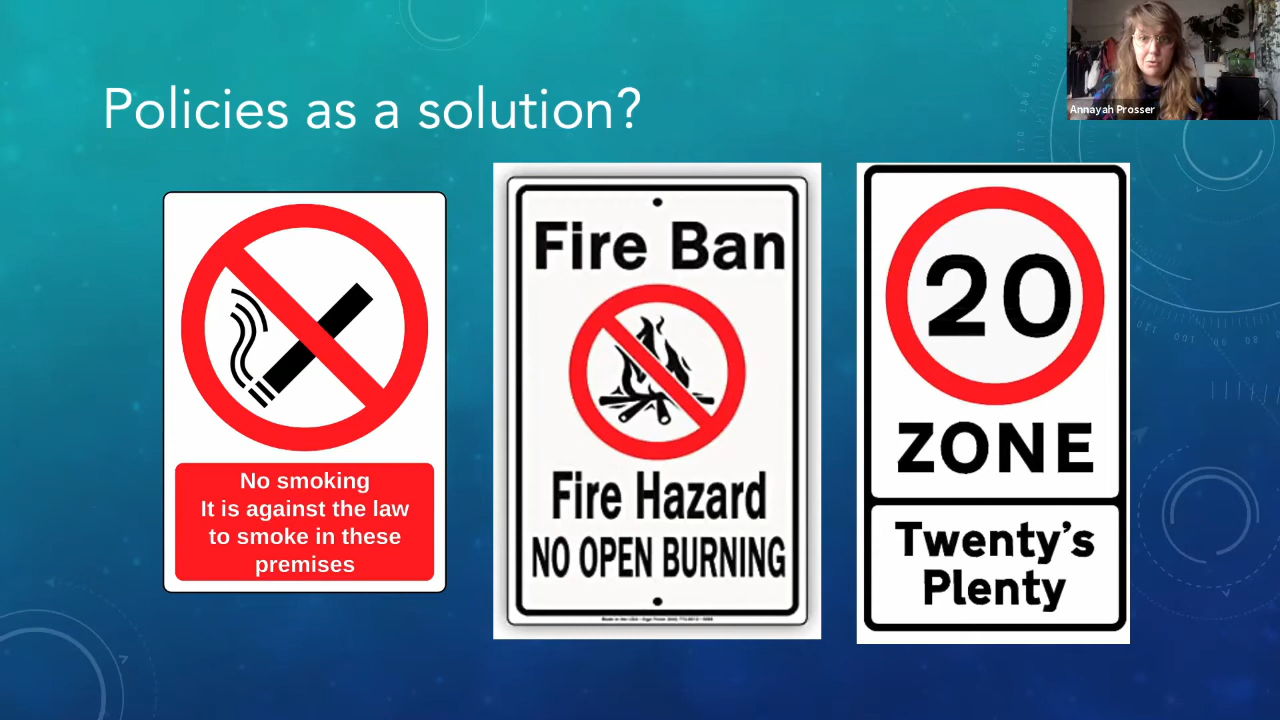 Policies as a solution?
Annayah Prosser
No smoking
It is against the law
to smoke in these
premises
Fire Ban
Fire Hazard
NO OPEN BURNING
20
ZONE
Twenty's
Plenty